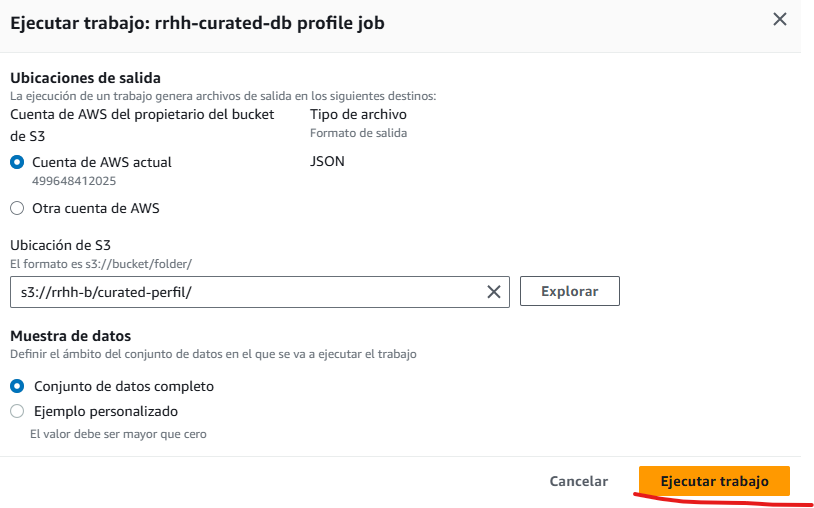 Ejecutar trabajo: rrhh-curated-db profile job
Ubicaciones de salida
La ejecución de un trabajo genera archivos de salida en los siguientes destinos:
Cuenta de AWS del propietario del bucket de S3
Cuenta de AWS actual
499648412025
Otra cuenta de AWS
Tipo de archivo
Formato de salida
JSON
Ubicación de S3
El formato es s3://bucket/folder/
s3://rrhh-b/curated-perfil/
Explorar
Muestra de datos
Definir el ámbito del conjunto de datos en el que se va a ejecutar el trabajo
Conjunto de datos completo
Ejemplo personalizado
El valor debe ser mayor que cero
Cancelar
Ejecutar trabajo